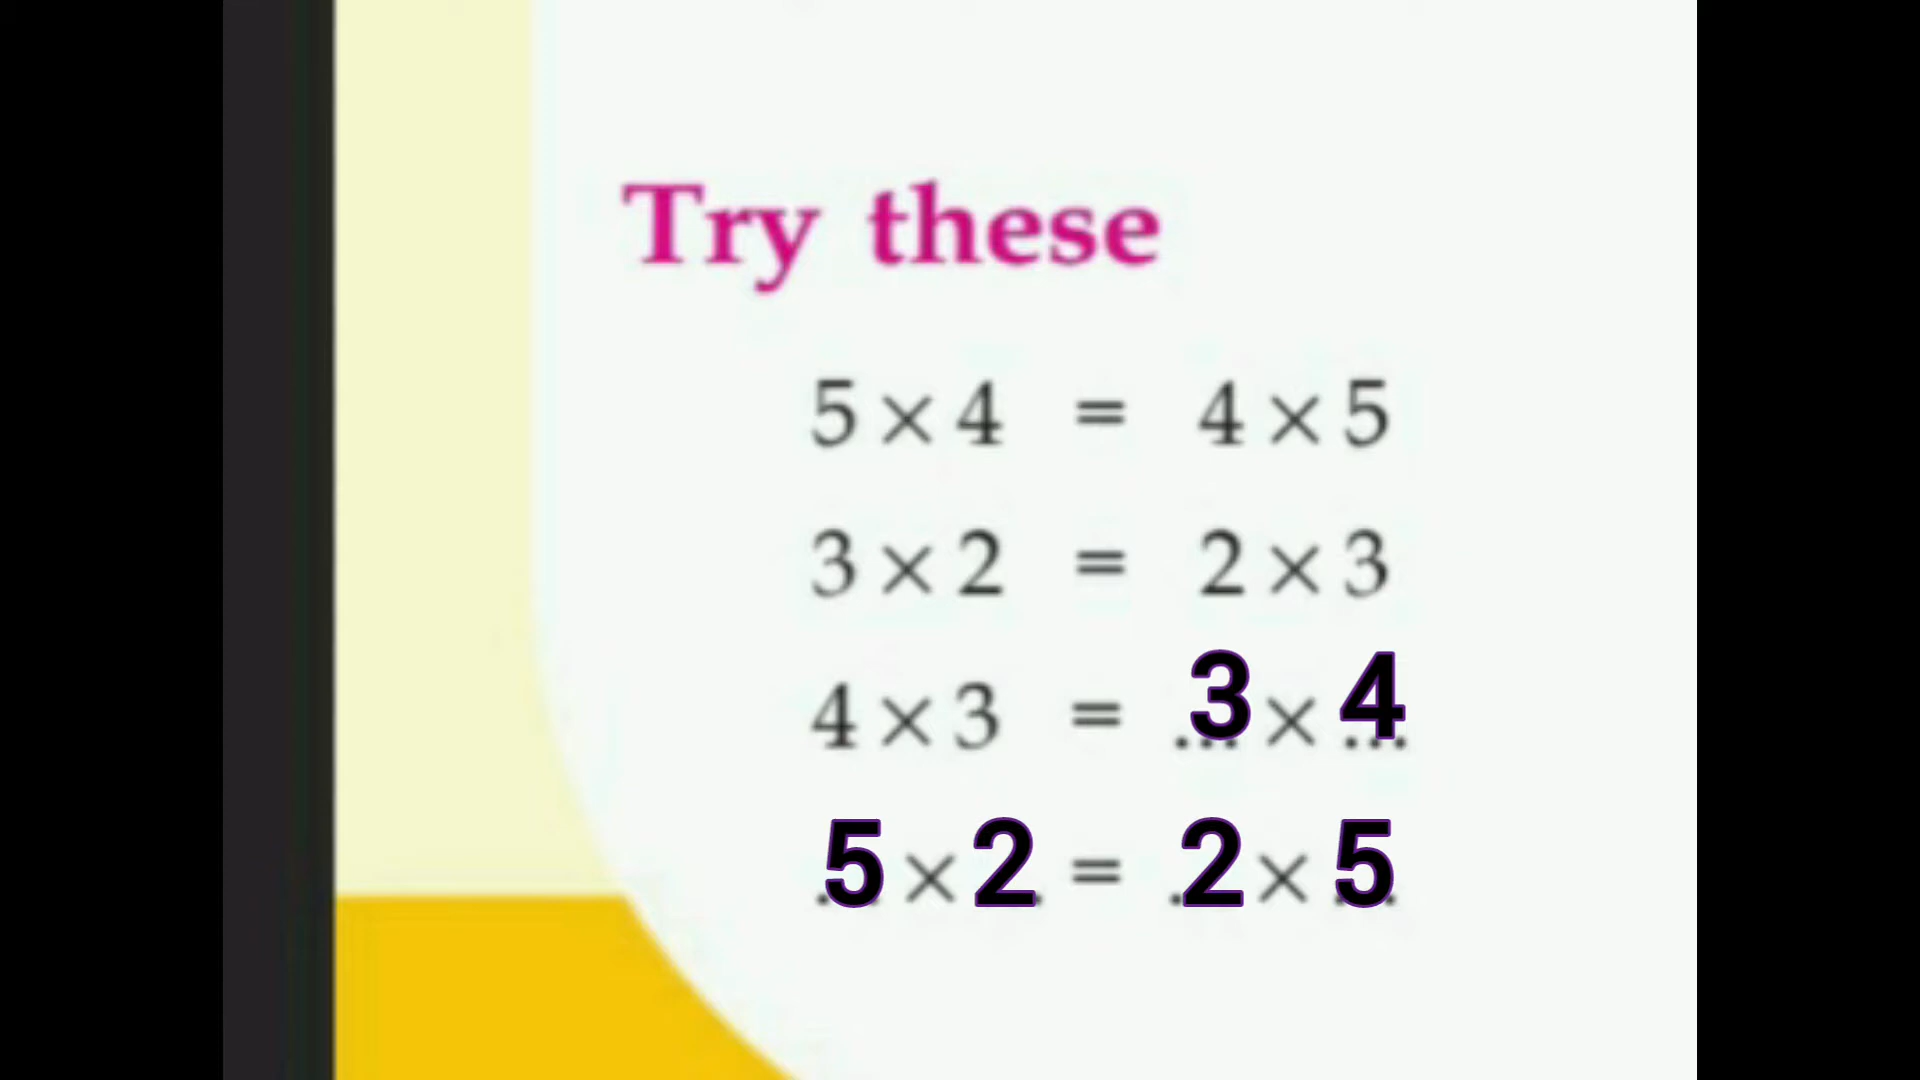 Try these
5 × 4 = 4 × 5
3 × 2 = 2 × 3
4 × 3 = ...3 × ...4
5 × 2 = 2 × 5